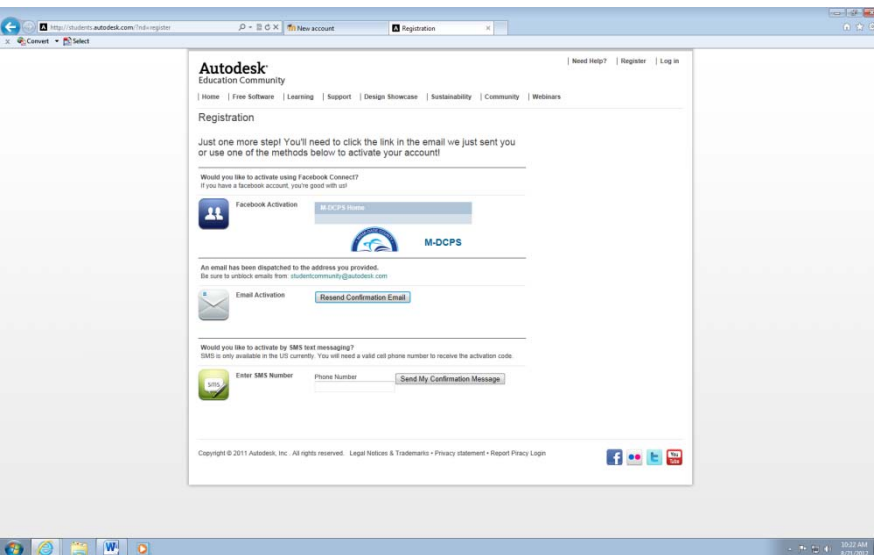 http://students.autodesk.com/?nd=register
New account
Registration
x Convert Select
Need Help? | Register | Log in
Autodesk
Education Community
| Home | Free Software | Learning | Support | Design Showcase | Sustainability | Community | Webinars
Registration
Just one more step! You'll need to click the link in the email we just sent you
or use one of the methods below to activate your account!
Would you like to activate using Facebook Connect?
If you have a facebook account, you're good with us!
Facebook Activation
M-DCPS Home
M-DCPS
An email has been dispatched to the address you provided.
Be sure to unblock emails from studentcommunity@autodesk.com
Email Activation
Resend Confirmation Email
Would you like to activate by SMS text messaging?
SMS is only available in the US currently. You will need a valid cell phone number to receive the activation code.
SMS
Enter SMS Number
Phone Number
Send My Confirmation Message
Copyright © 2011 Autodesk, Inc. All rights reserved. Legal Notices & Trademarks • Privacy statement • Report Piracy Login
You
Tube
10:22 AM
8/21/2012